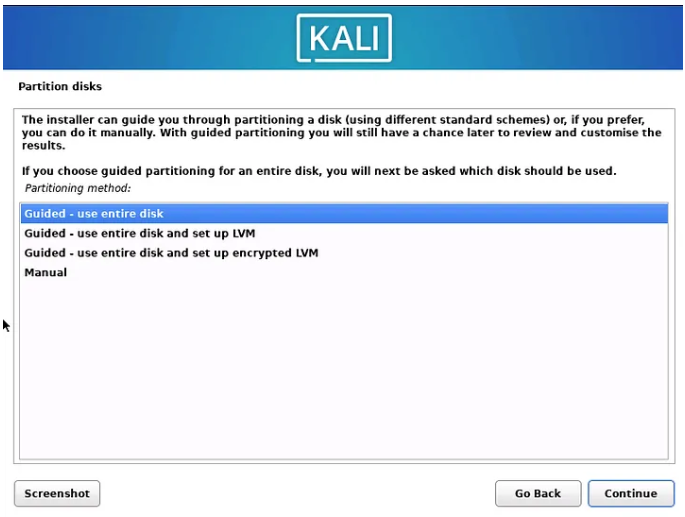 KALI
Partition disks
The installer can guide you through partitioning a disk (using different standard schemes) or, if you prefer,
you can do it manually. With guided partitioning you will still have a chance later to review and customise the
results.
If you choose guided partitioning for an entire disk, you will next be asked which disk should be used.
Partitioning method:
Guided - use entire disk
Guided - use entire disk and set up LVM
Guided - use entire disk and set up encrypted LVM
Manual
Screenshot
Go Back
Continue